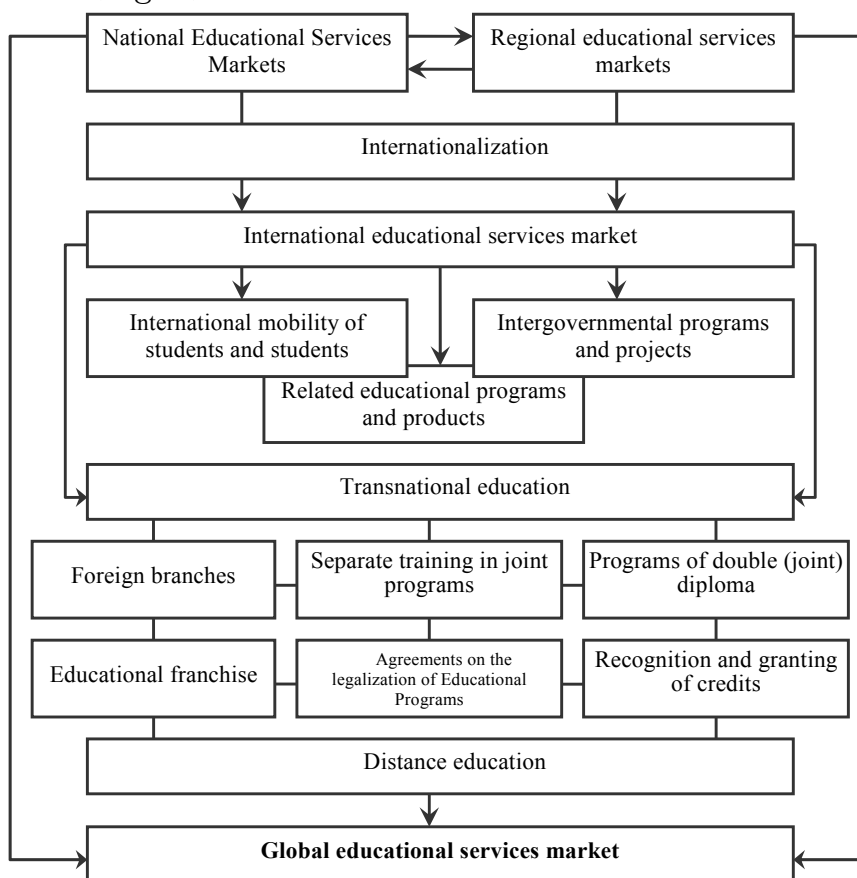 National Educational Services
Markets
Regional educational services
markets
Internationalization
International educational services market
International mobility of
students and students
Intergovernmental programs
and projects
Related educational programs
and products
Transnational education
Foreign branches
Separate training in joint
programs
Programs of double (joint)
diploma
Educational franchise
Agreements on the
legalization of Educational
Programs
Recognition and granting
of credits
Distance education
Global educational services market